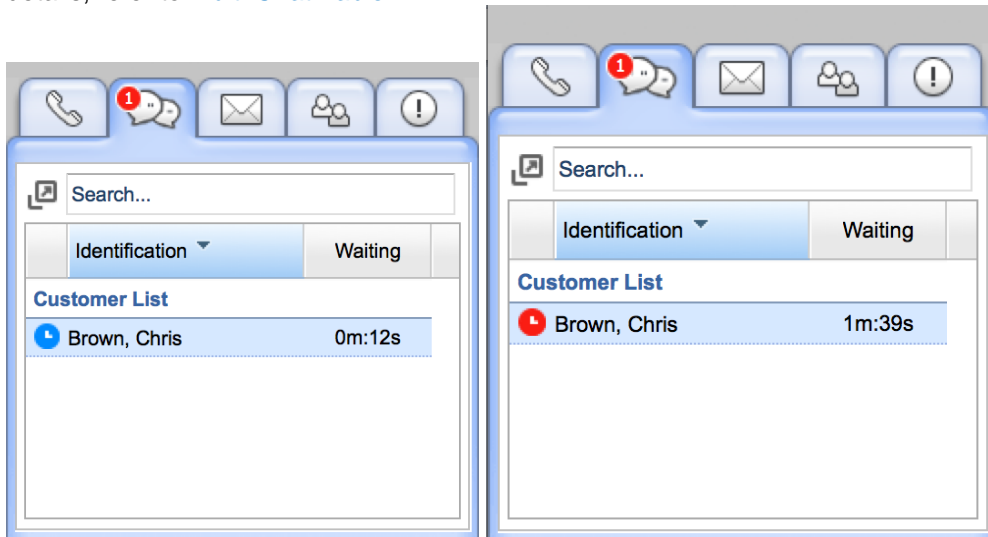 1
Search...
Identification Waiting
Customer List
Brown, Chris 0m:12s
1
Search...
Identification Waiting
Customer List
Brown, Chris 1m:39s